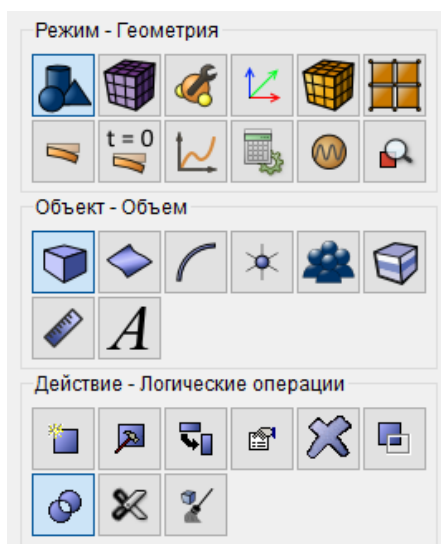 Режим - Геометрия
t = 0
Объект - Объем
A
Действие - Логические операции